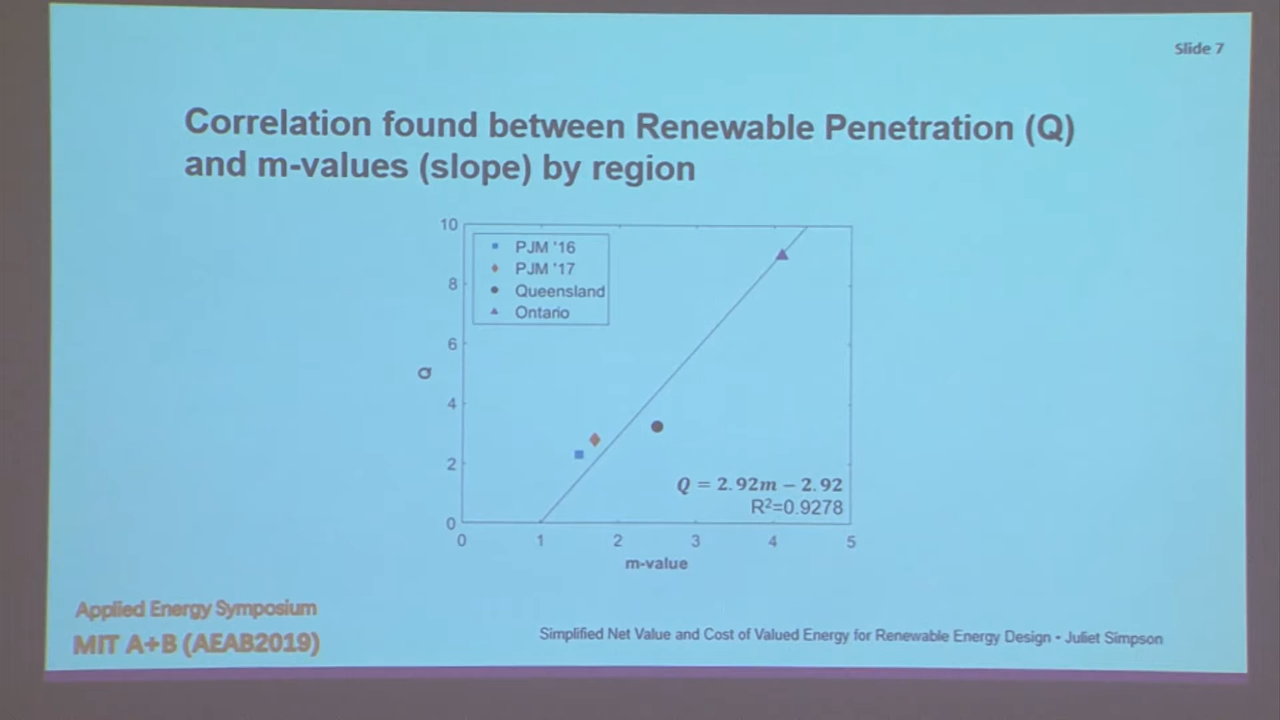 Slide 7
Correlation found between Renewable Penetration (Q)
and m-values (slope) by region
10
8
6
4
2
0
Q
PJM '16
PJM '17
Queensland
Ontario
Q = 2.92m − 2.92
R²=0.9278
0 1 2 3 4 5
m-value
Applied Energy Symposium
MIT A+B (AEAB2019)
Simplified Net Value and Cost of Valued Energy for Renewable Energy Design • Juliet Simpson